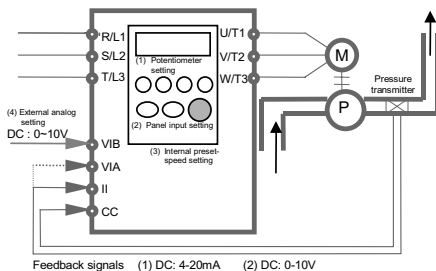 R/L1
S/L2
T/L3
(1) Potentiometer
setting
(2) Panel input setting
(3) Internal preset-
speed setting
U/T1
V/T2
W/T3
M
P
Pressure
transmitter
(4) External analog
setting
DC : 0~10V
VIB
VIA
II
CC
Feedback signals (1) DC: 4-20mA (2) DC: 0-10V